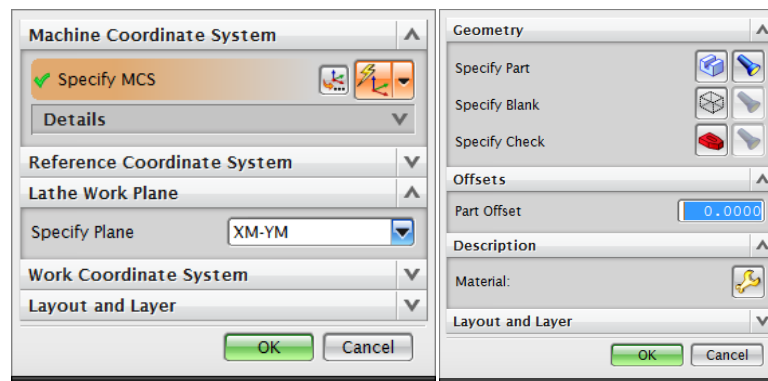 Machine Coordinate System
Specify MCS
Details
Reference Coordinate System
Lathe Work Plane
Specify Plane XM-YM
Work Coordinate System
Layout and Layer
OK Cancel
Geometry
Specify Part
Specify Blank
Specify Check
Offsets
Part Offset 0.0000
Description
Material:
Layout and Layer
OK Cancel